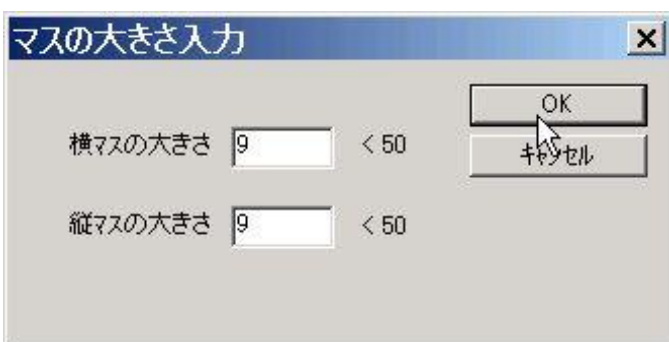 マスの大きさ入力
OK
横ﾏｽの大きさ 9 < 50
ｷｬﾝｾﾙ
縦ﾏｽの大きさ 9 < 50